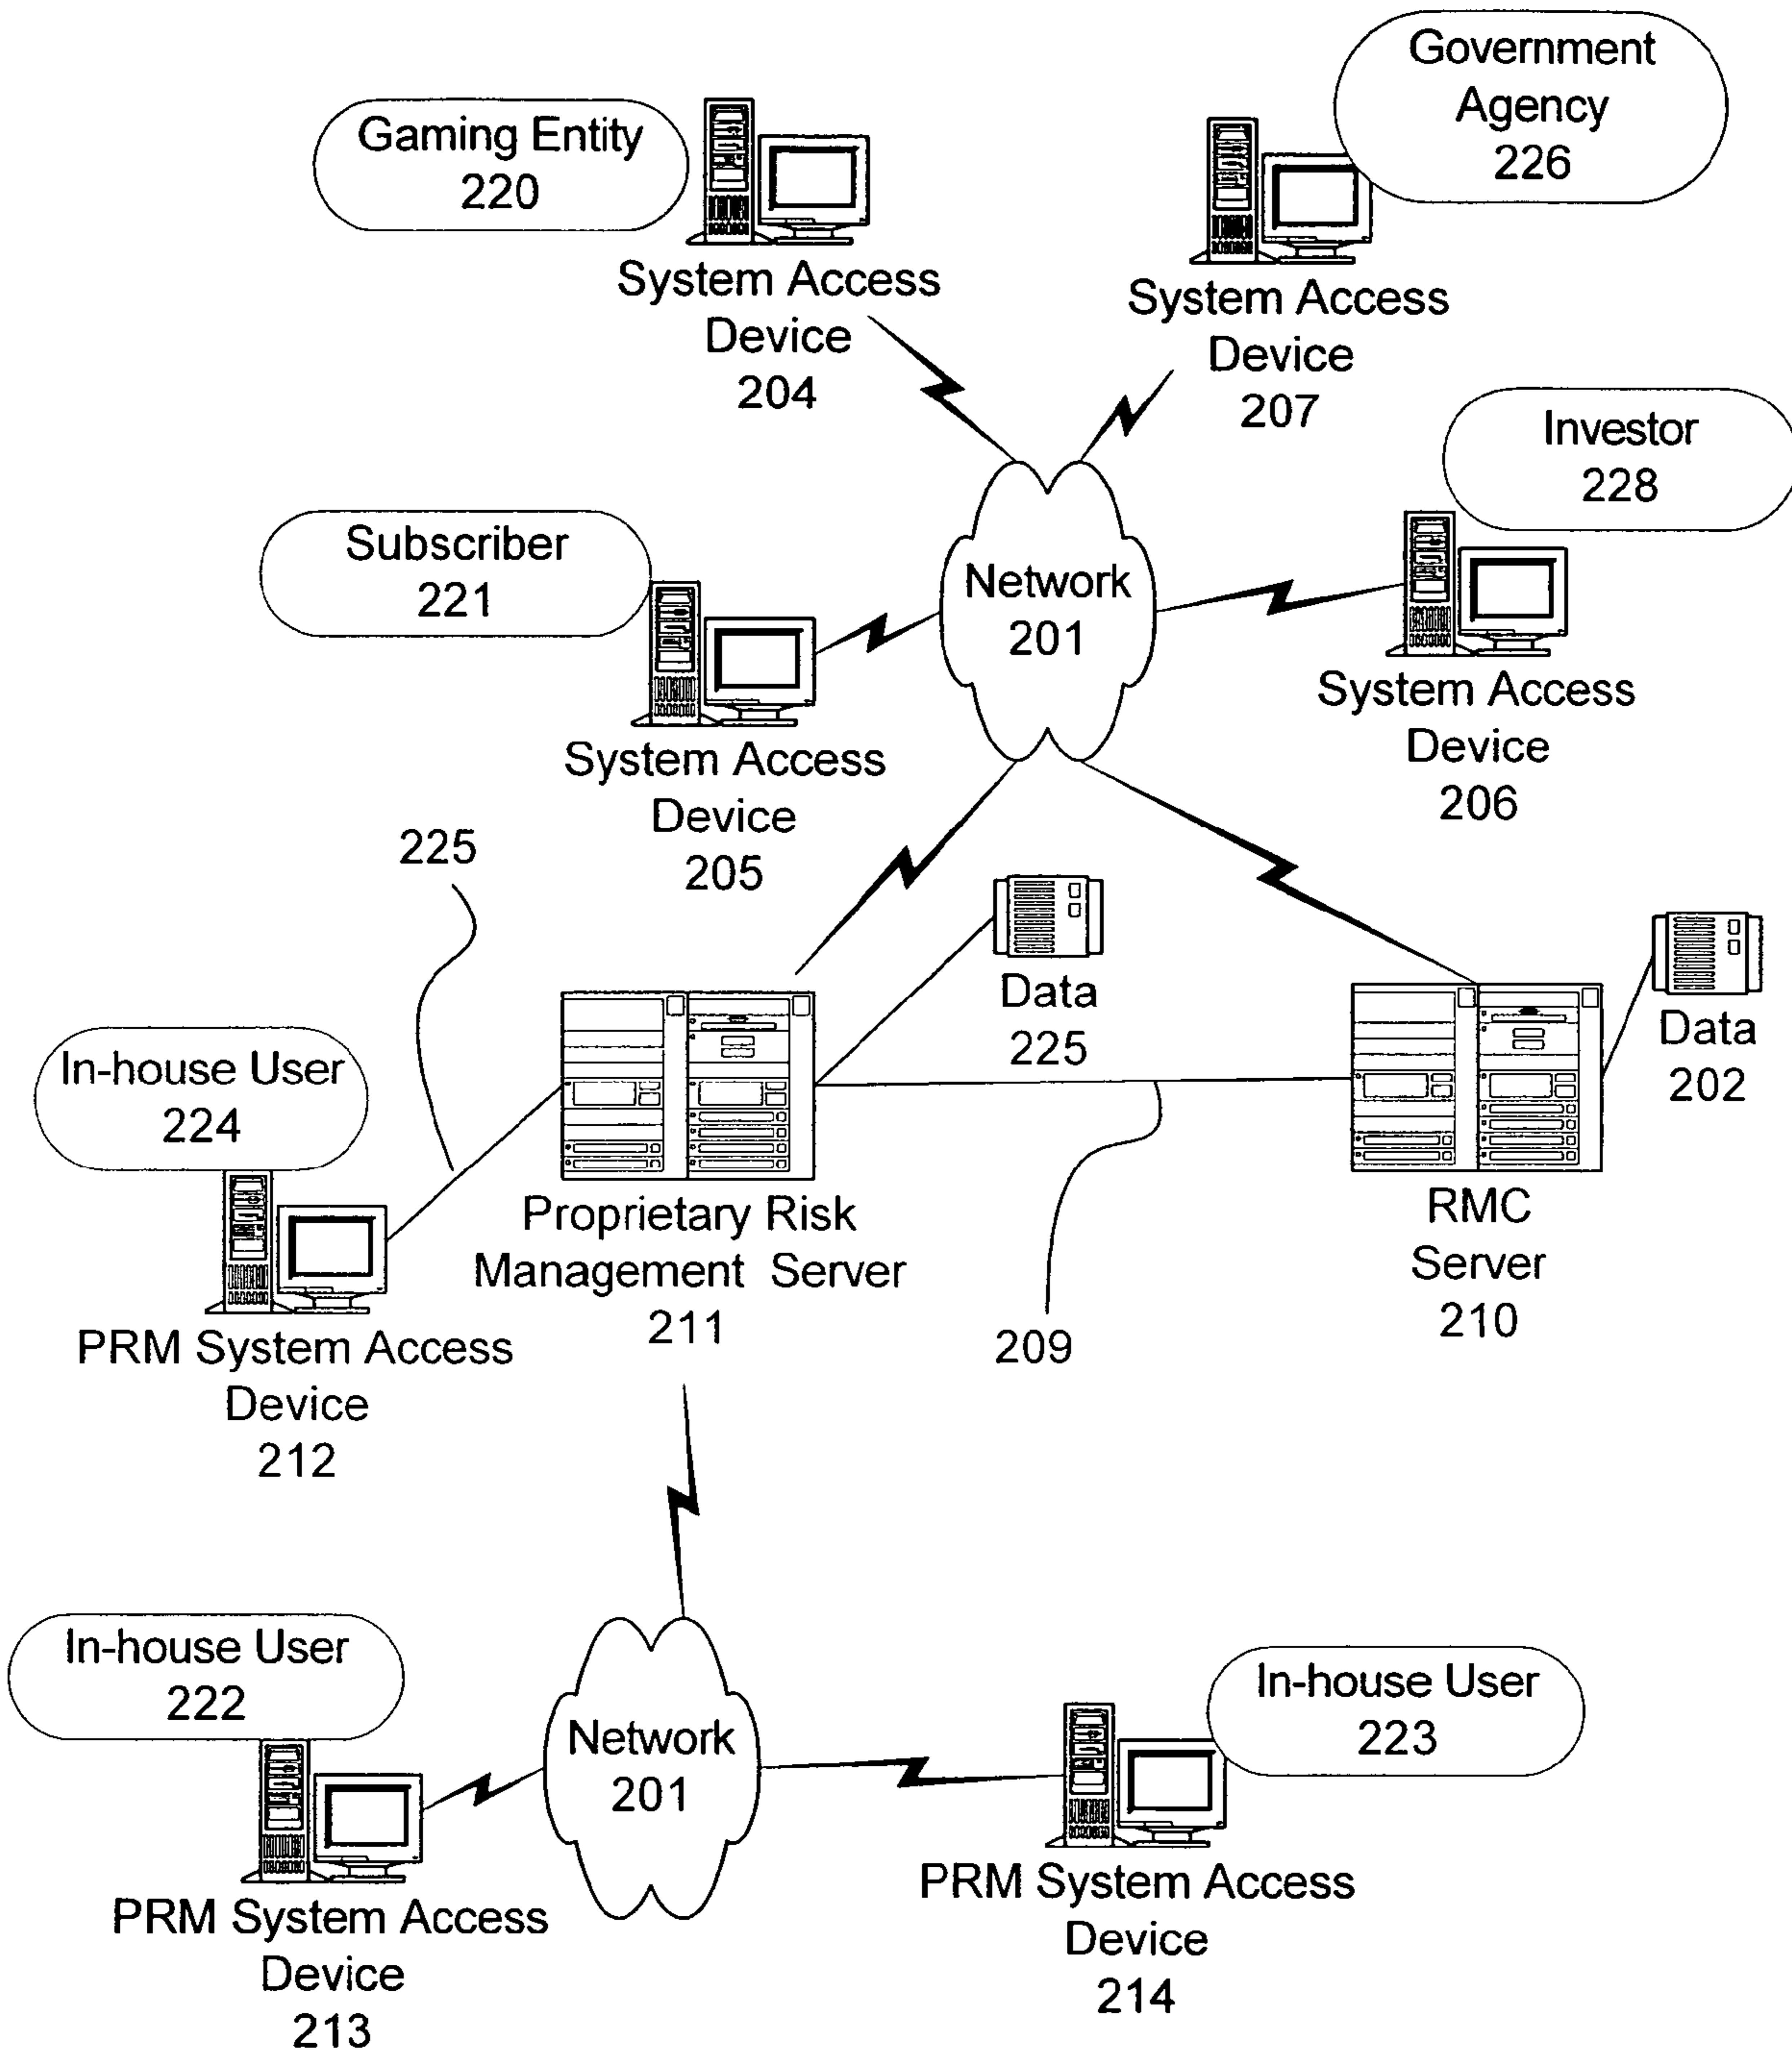 Gaming Entity
220
Government
Agency
226
System Access
Device
204
System Access
Device
207
Investor
228
Subscriber
221
Network
201
System Access
Device
206
System Access
Device
205
225
Data
225
Data
202
In-house User
224
Proprietary Risk
Management Server
211
RMC
Server
210
209
PRM System Access
Device
212
In-house User
222
Network
201
In-house User
223
PRM System Access
Device
213
PRM System Access
Device
214